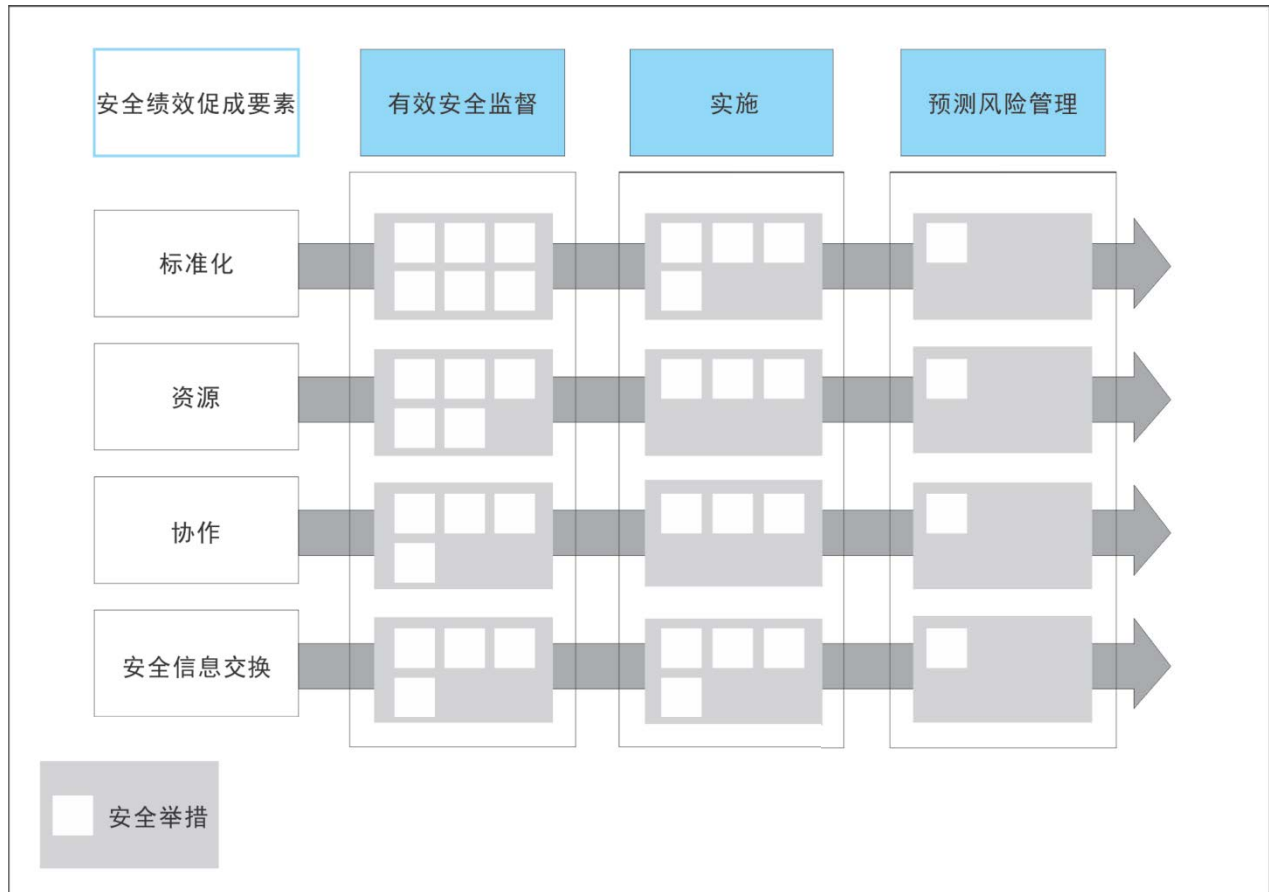 安全绩效促成要素
有效安全监督
实施
预测风险管理
标准化
资源
协作
安全信息交换
安全举措